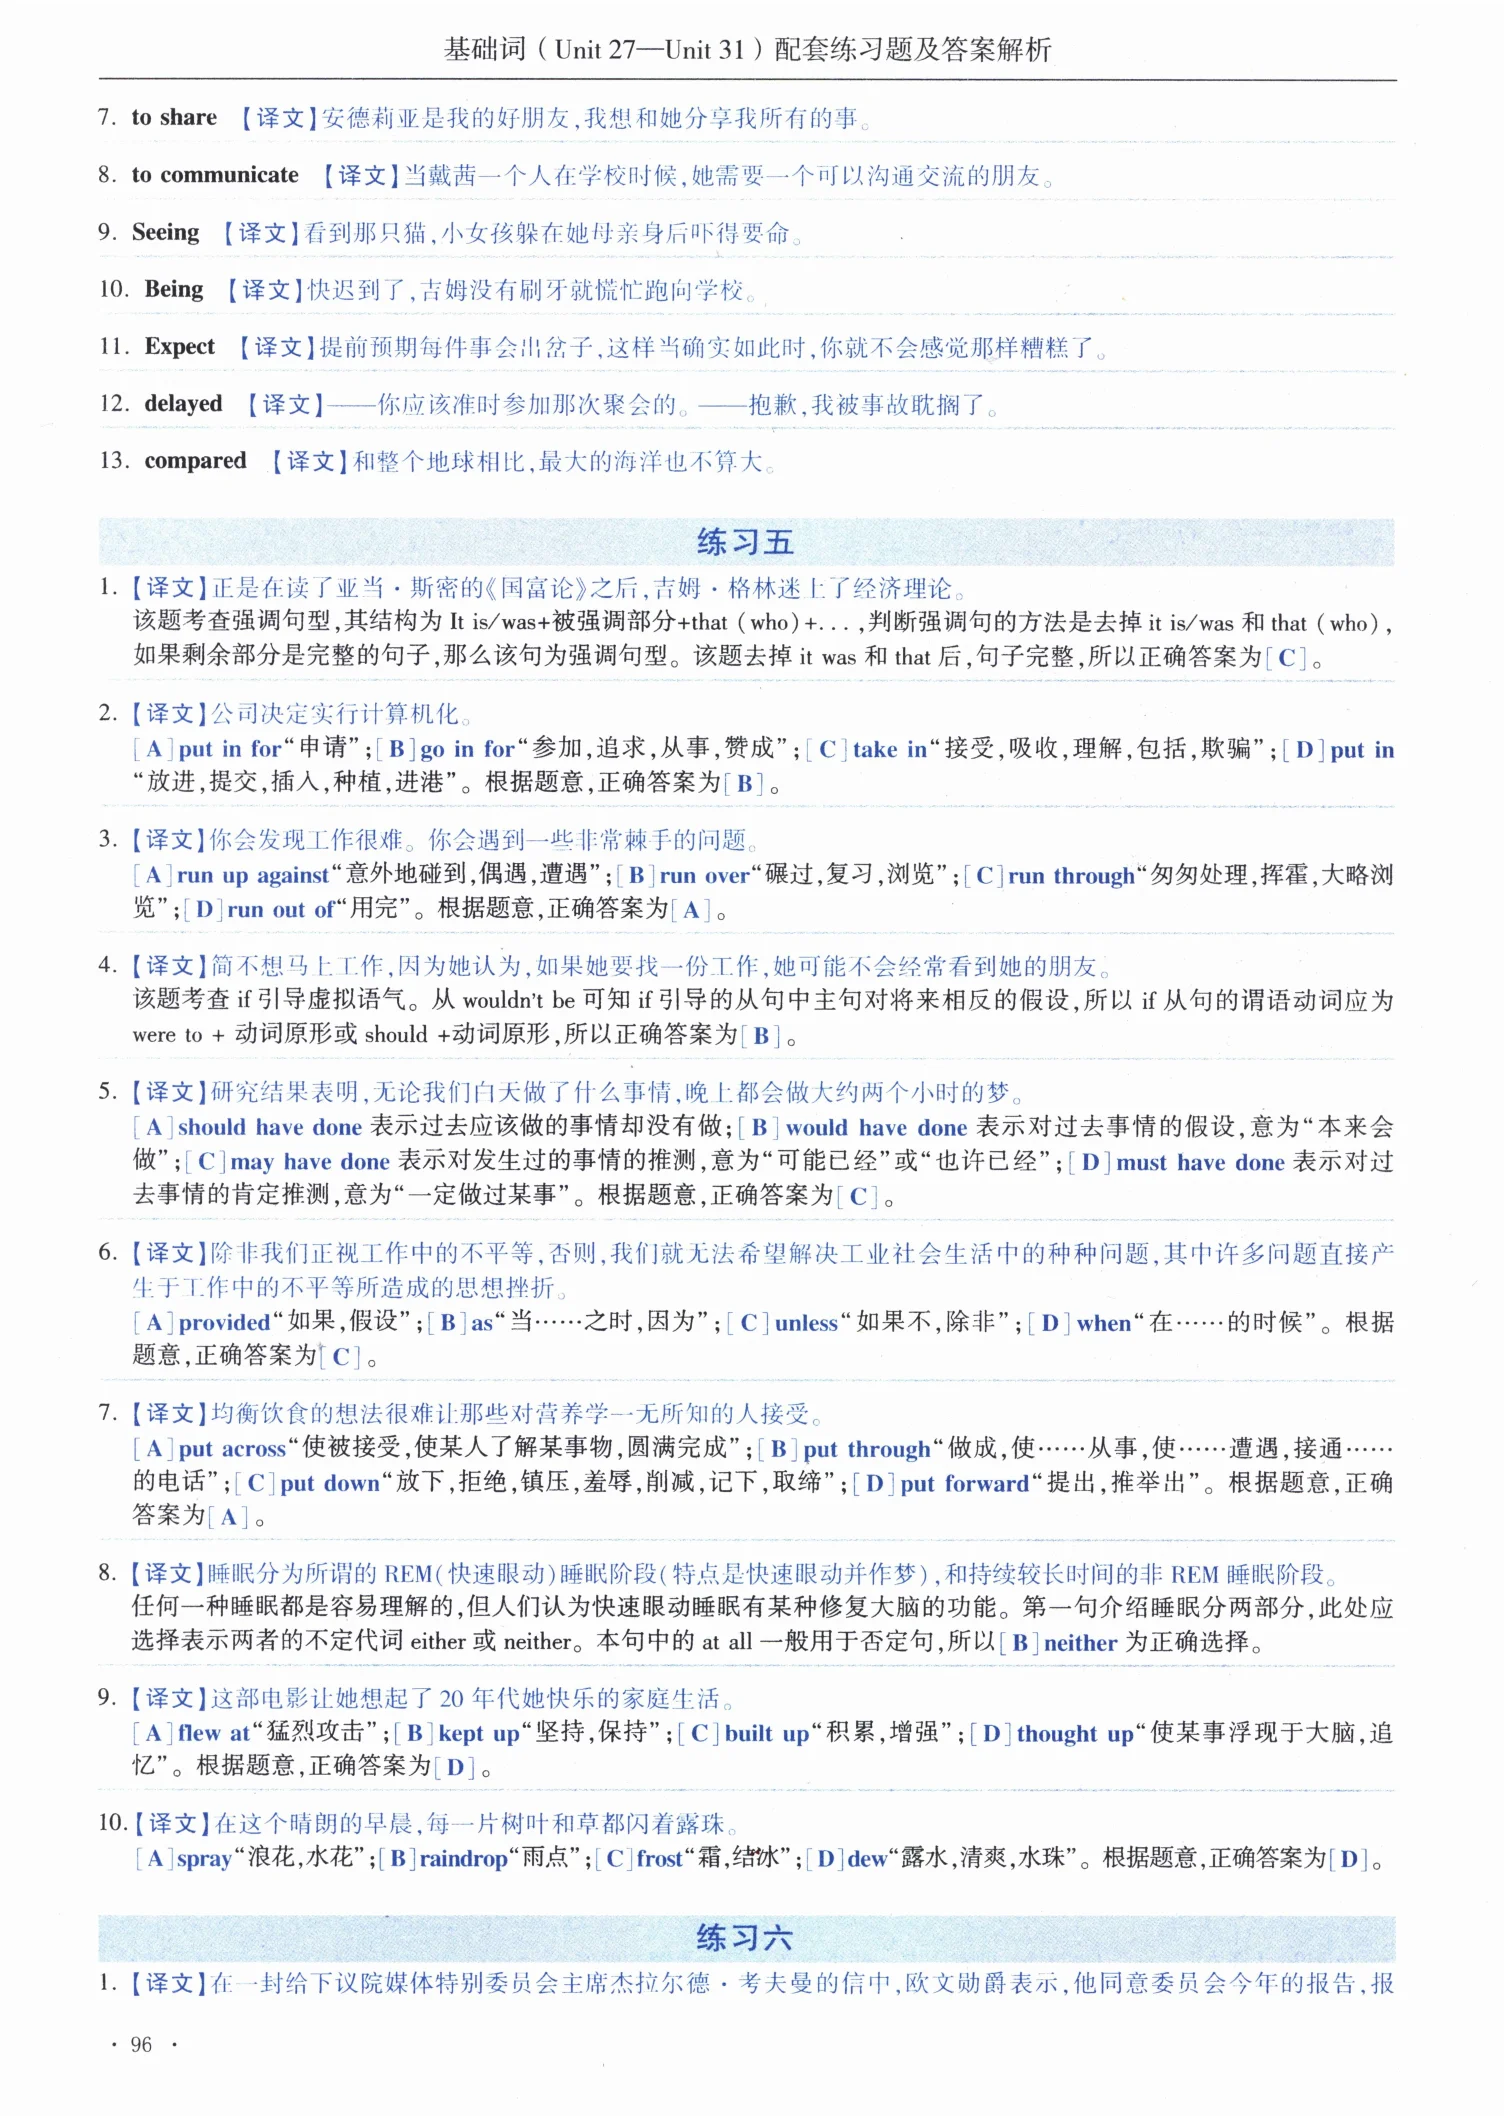 基础词（Unit 27—Unit 31）配套练习题及答案解析
7. to share 【译文】安德莉亚是我的好朋友,我想和她分享我所有的事。
8. to communicate 【译文】当戴茜一个人在学校时候,她需要一个可以沟通交流的朋友。
9. Seeing 【译文】看到那只猫,小女孩躲在她母亲身后吓得要命。
10. Being 【译文】快迟到了,吉姆没有刷牙就慌忙跑向学校。
11. Expect 【译文】提前预期每件事会出岔子,这样当确实如此时,你就不会感觉那样糟糕了。
12. delayed 【译文】——你应该准时参加那次聚会的。——抱歉,我被事故耽搁了。
13. compared 【译文】和整个地球相比,最大的海洋也不算大。
练习五
1.【译文】正是在读了亚当·斯密的《国富论》之后,吉姆·格林迷上了经济理论。
该题考查强调句型,其结构为 It is/was+被强调部分+that（who）+...,判断强调句的方法是去掉 it is/was 和 that（who）,
如果剩余部分是完整的句子,那么该句为强调句型。该题去掉 it was 和 that 后,句子完整,所以正确答案为[C]。
2.【译文】公司决定实行计算机化。
[A]put in for“申请”;[B]go in for“参加,追求,从事,赞成”;[C]take in“接受,吸收,理解,包括,欺骗”;[D]put in
“放进,提交,插入,种植,进港”。根据题意,正确答案为[B]。
3.【译文】你会发现工作很难。你会遇到一些非常棘手的问题。
[A]run up against“意外地碰到,偶遇,遭遇”;[B]run over“碾过,复习,浏览”;[C]run through“匆匆处理,挥霍,大略浏
览”;[D]run out of“用完”。根据题意,正确答案为[A]。
4.【译文】简不想马上工作,因为她认为,如果她要找一份工作,她可能不会经常看到她的朋友。
该题考查 if 引导虚拟语气。从 wouldn't be 可知 if 引导的从句中主句对将来相反的假设,所以 if 从句的谓语动词应为
were to + 动词原形或 should +动词原形,所以正确答案为[B]。
5.【译文】研究结果表明,无论我们白天做了什么事情,晚上都会做大约两个小时的梦。
[A]should have done 表示过去应该做的事情却没有做;[B]would have done 表示对过去事情的假设,意为“本来会
做”;[C]may have done 表示对发生过的事情的推测,意为“可能已经”或“也许已经”;[D]must have done 表示对过
去事情的肯定推测,意为“一定做过某事”。根据题意,正确答案为[C]。
6.【译文】除非我们正视工作中的不平等,否则,我们就无法希望解决工业社会生活中的种种问题,其中许多问题直接产
生于工作中的不平等所造成的思想挫折。
[A]provided“如果,假设”;[B]as“当……之时,因为”;[C]unless“如果不,除非”;[D]when“在……的时候”。根据
题意,正确答案为[C]。
7.【译文】均衡饮食的想法很难让那些对营养学一无所知的人接受。
[A]put across“使被接受,使某人了解某事物,圆满完成”;[B]put through“做成,使……从事,使……遭遇,接通……
的电话”;[C]put down“放下,拒绝,镇压,羞辱,削减,记下,取缔”;[D]put forward“提出,推举出”。根据题意,正确
答案为[A]。
8.【译文】睡眠分为所谓的 REM(快速眼动)睡眠阶段(特点是快速眼动并作梦),和持续较长时间的非 REM 睡眠阶段。
任何一种睡眠都是容易理解的,但人们认为快速眼动睡眠有某种修复大脑的功能。第一句介绍睡眠分两部分,此处应
选择表示两者的不定代词 either 或 neither。本句中的 at all 一般用于否定句,所以[B]neither 为正确选择。
9.【译文】这部电影让她想起了 20 年代她快乐的家庭生活。
[A]flew at“猛烈攻击”;[B]kept up“坚持,保持”;[C]built up“积累,增强”;[D]thought up“使某事浮现于大脑,追
忆”。根据题意,正确答案为[D]。
10.【译文】在这个晴朗的早晨,每一片树叶和草都闪着露珠。
[A]spray“浪花,水花”;[B]raindrop“雨点”;[C]frost“霜,结冰”;[D]dew“露水,清爽,水珠”。根据题意,正确答案为[D]。
练习六
1.【译文】在一封给下议院媒体特别委员会主席杰拉尔德·考夫曼的信中,欧文勋爵表示,他同意委员会今年的报告,报
· 96 ·